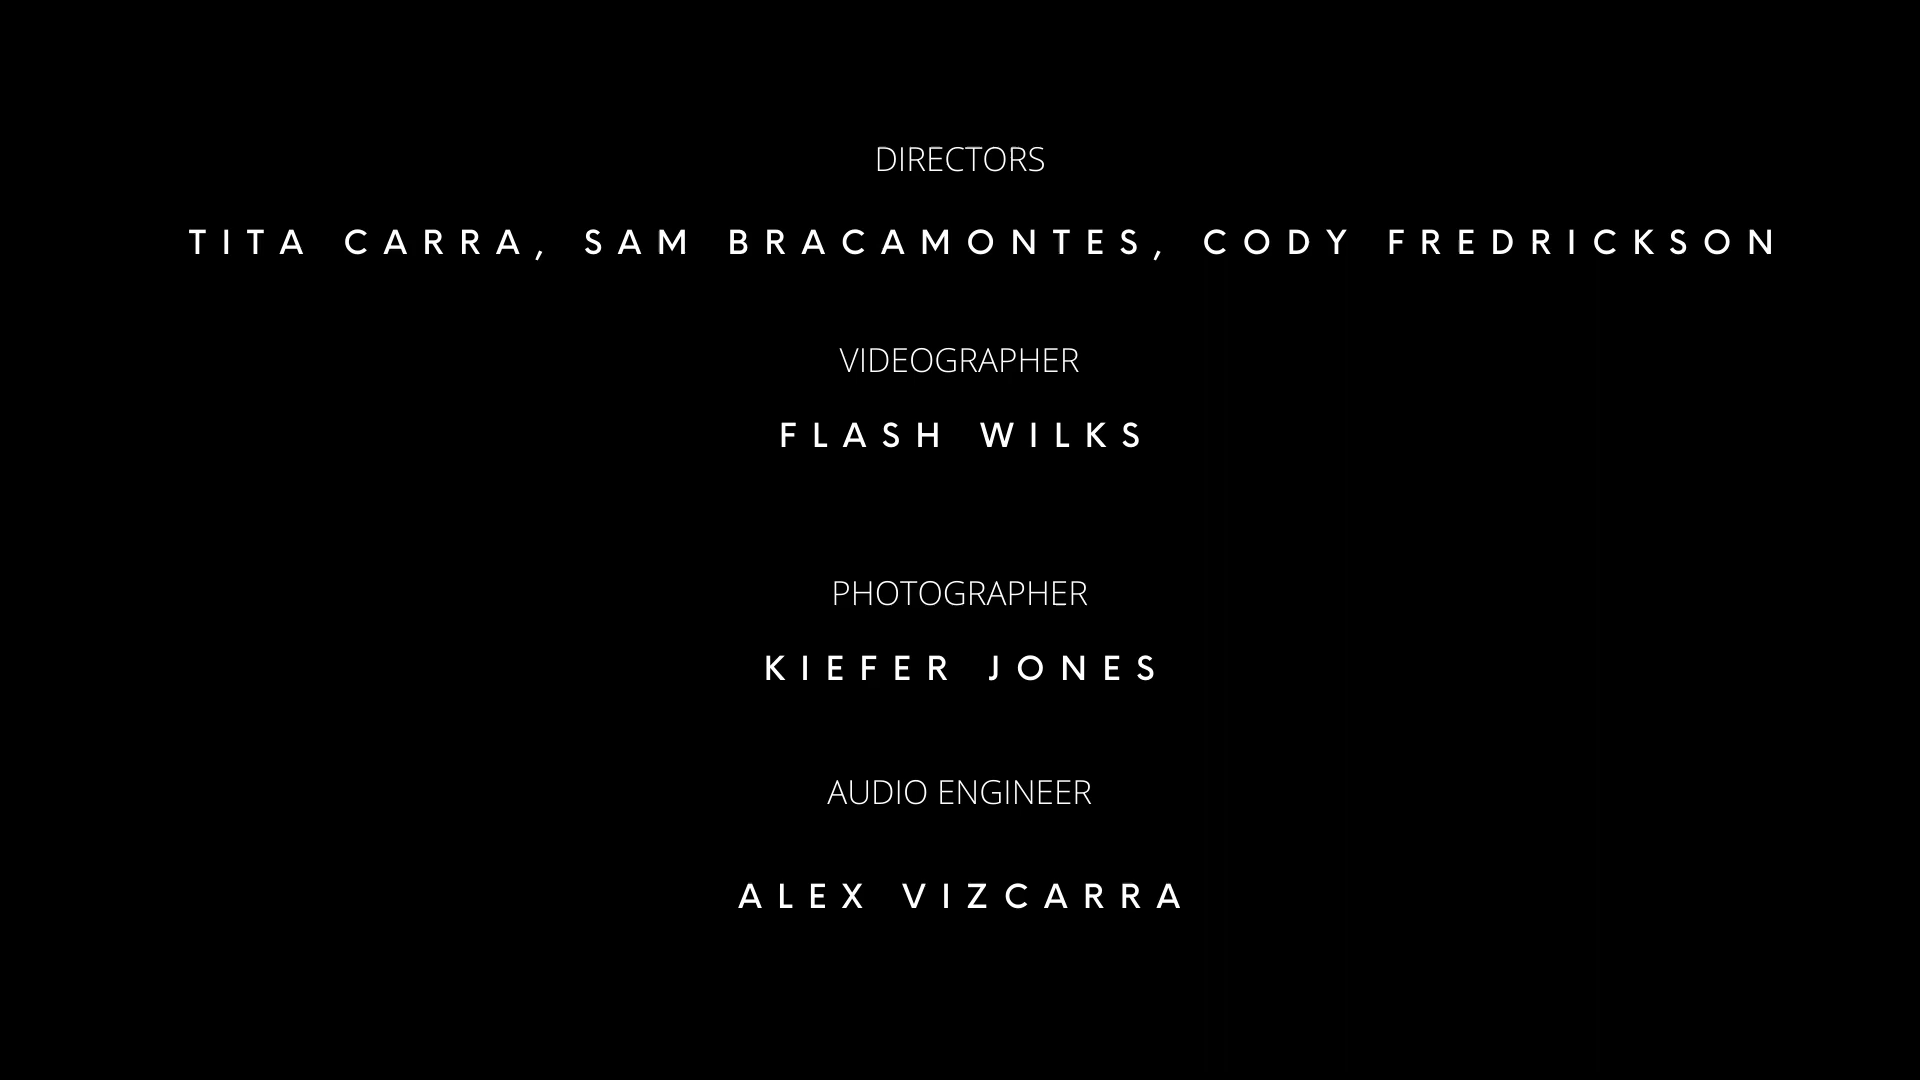 DIRECTORS
TITA CARRA, SAM BRACAMONTES, CODY FREDRICKSON
VIDEOGRAPHER
FLASH WILKS
PHOTOGRAPHER
KIEFER JONES
AUDIO ENGINEER
ALEX VIZCARRA